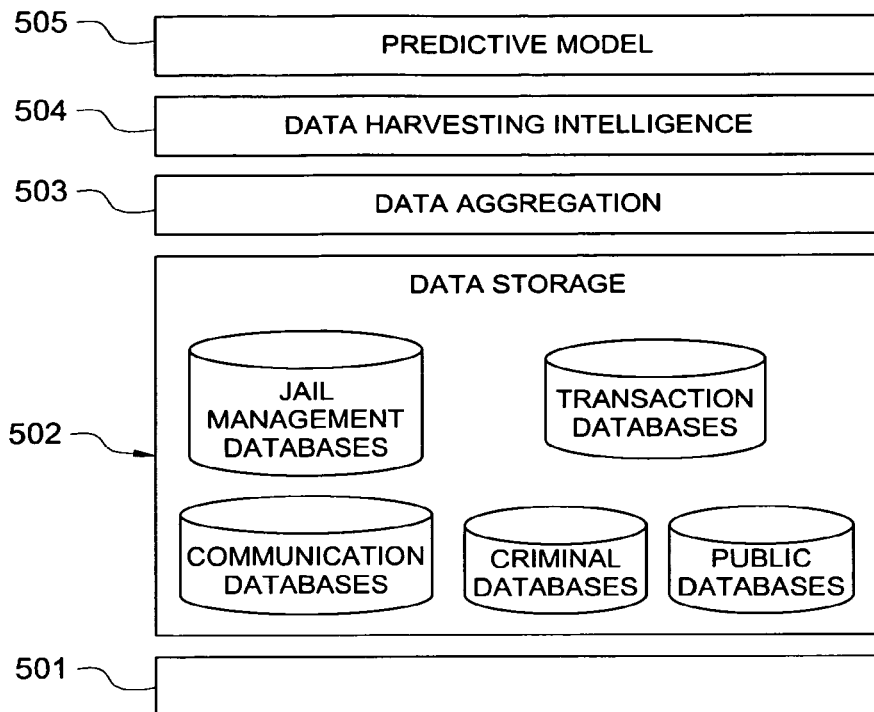 505
PREDICTIVE MODEL
504
DATA HARVESTING INTELLIGENCE
503
DATA AGGREGATION
DATA STORAGE
JAIL
MANAGEMENT
DATABASES
TRANSACTION
DATABASES
502
COMMUNICATION
DATABASES
CRIMINAL
DATABASES
PUBLIC
DATABASES
501